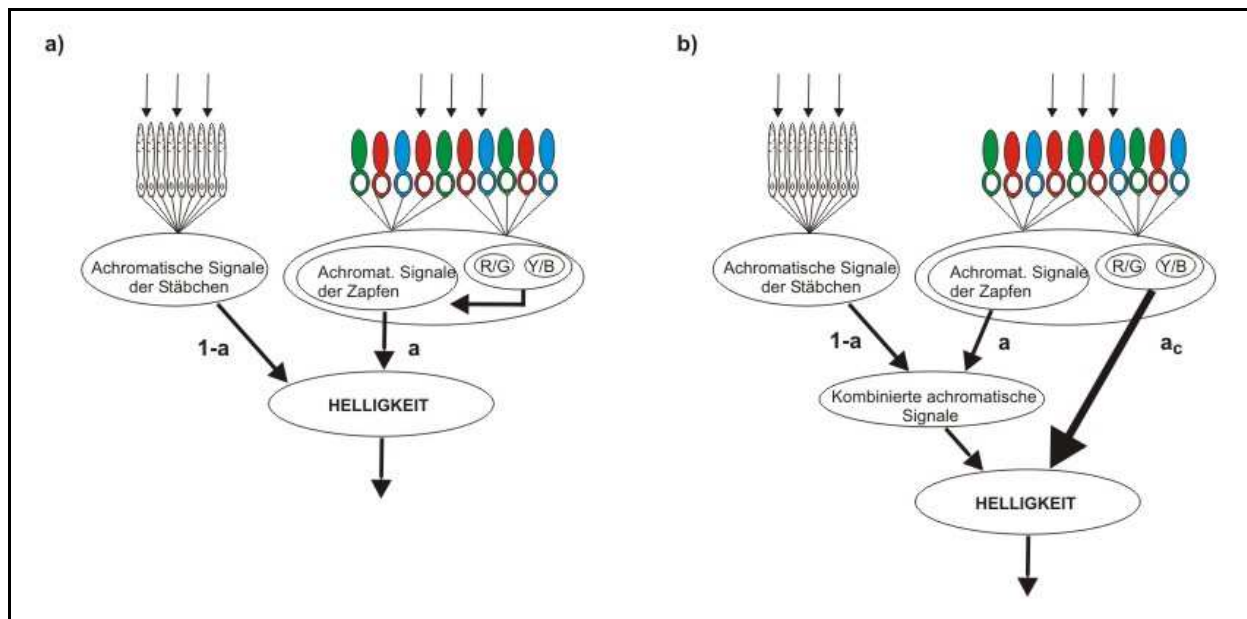 a)
Achromatische Signale
der Stäbchen
Achromat. Signale
der Zapfen
R/G
Y/B
1-a
a
HELLIGKEIT
b)
Achromatische Signale
der Stäbchen
Achromat. Signale
der Zapfen
R/G
Y/B
1-a
a
ac
Kombinierte achromatische
Signale
HELLIGKEIT